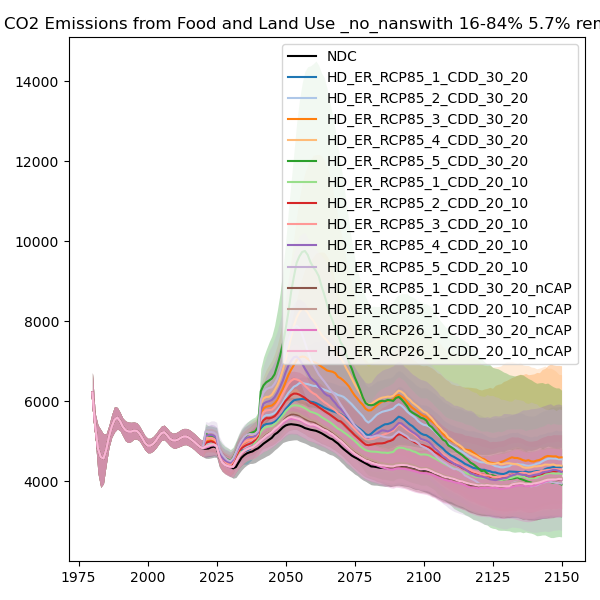 CO2 Emissions from Food and Land Use _no_nanswith 16-84% 5.7% ren
14000
12000
10000
8000
6000
4000
NDC
HD_ER_RCP85_1_CDD_30_20
HD_ER_RCP85_2_CDD_30_20
HD_ER_RCP85_3_CDD_30_20
HD_ER_RCP85_4_CDD_30_20
HD_ER_RCP85_5_CDD_30_20
HD_ER_RCP85_1_CDD_20_10
HD_ER_RCP85_2_CDD_20_10
HD_ER_RCP85_3_CDD_20_10
HD_ER_RCP85_4_CDD_20_10
HD_ER_RCP85_5_CDD_20_10
HD_ER_RCP85_1_CDD_30_20_nCAP
HD_ER_RCP85_1_CDD_20_10_nCAP
HD_ER_RCP26_1_CDD_30_20_nCAP
HD_ER_RCP26_1_CDD_20_10_nCAP
1975 2000 2025 2050 2075 2100 2125 2150